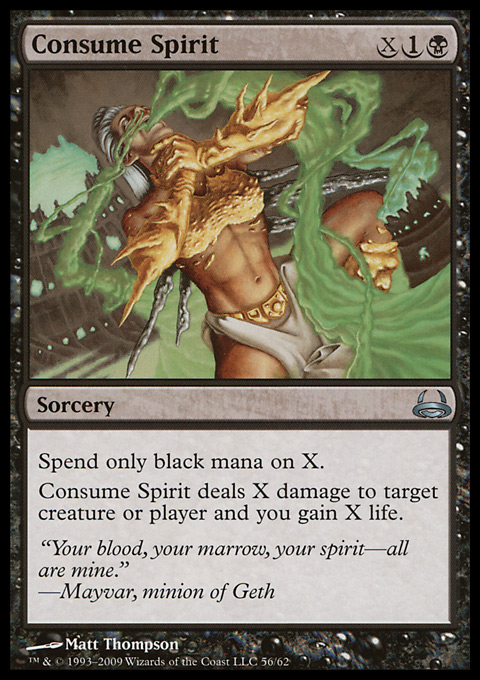 Consume Spirit X1
Sorcery
Spend only black mana on X.
Consume Spirit deals X damage to target
creature or player and you gain X life.
"Your blood, your marrow, your spirit—all
are mine."
—Mayvar, minion of Geth
Matt Thompson
™ & © 1993–2009 Wizards of the Coast LLC 56/62